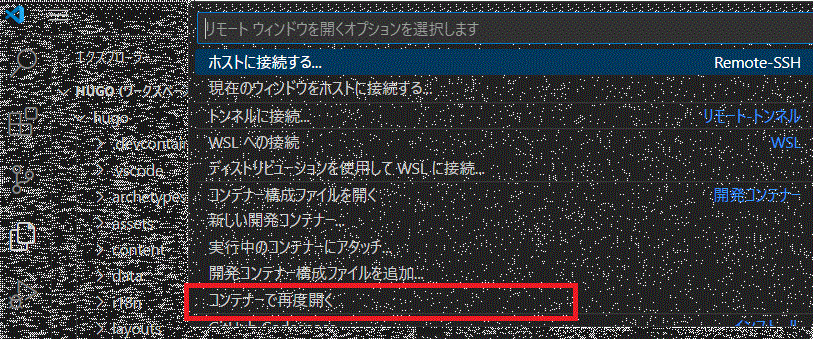 リモート ウィンドウを開くオプションを選択します
ホストに接続する... Remote-SSH
現在のウィンドウをホストに接続する...
トンネルに接続... リモート トンネル
WSL への接続 WSL
ディストリビューションを使用して WSL に接続...
コンテナー構成ファイルを開く 開発コンテナー
新しい開発コンテナー...
実行中のコンテナーにアタッチ...
開発コンテナー構成ファイルを追加...
コンテナーで再度開く
エクスプローラー
HUGO (ワークスペー
hugo
.devcontai
.vscode
archetype
assets
content
data
i18n
layouts